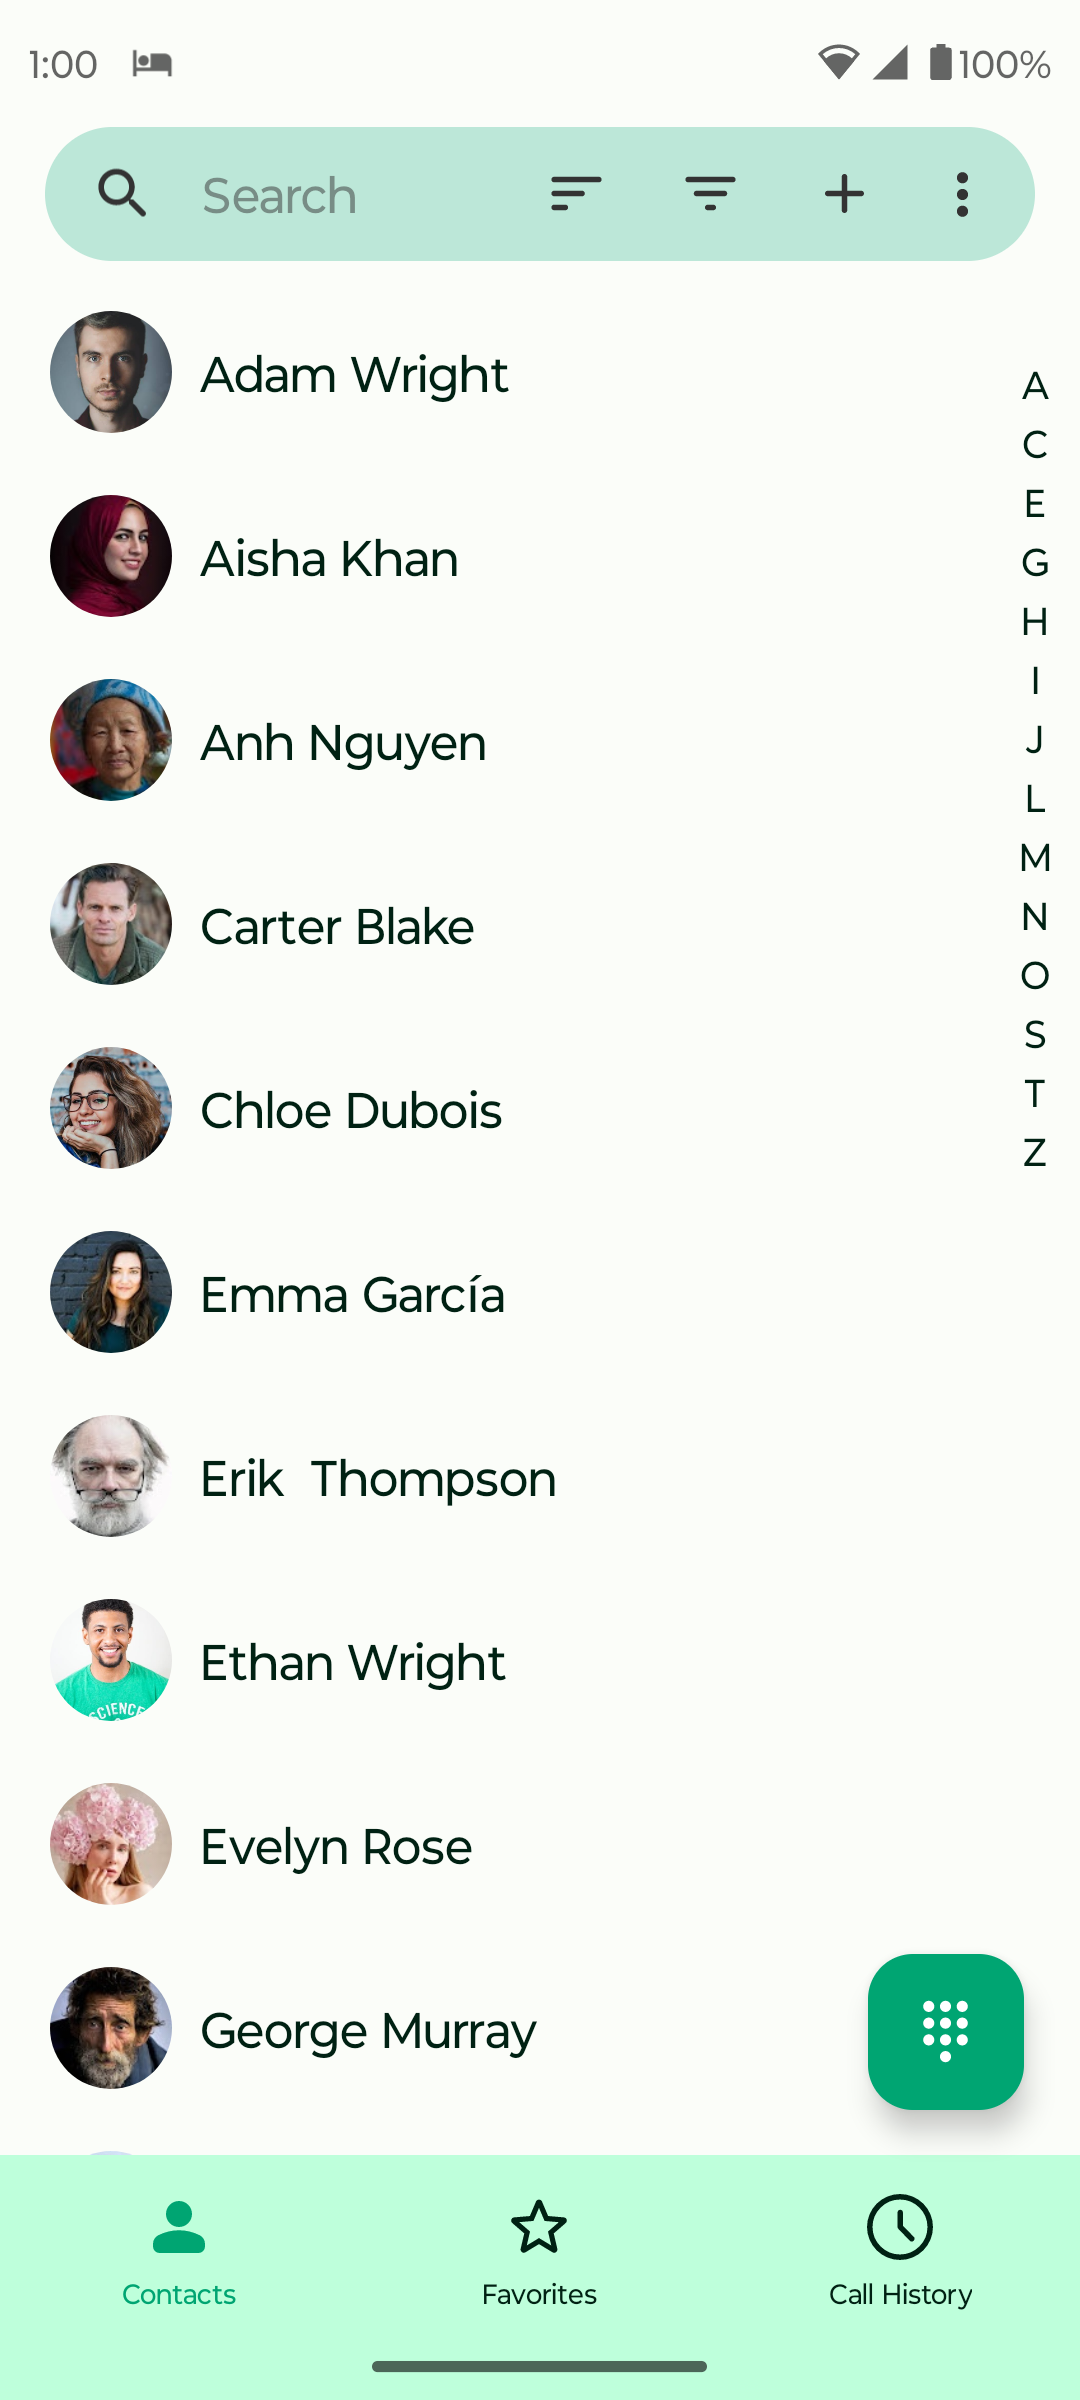 1:00 100%
Search
Adam Wright
Aisha Khan
Anh Nguyen
Carter Blake
Chloe Dubois
Emma García
Erik  Thompson
Ethan Wright
SCIENCE
Evelyn Rose
George Murray
A
C
E
G
H
I
J
L
M
N
O
S
T
Z
Contacts Favorites Call History